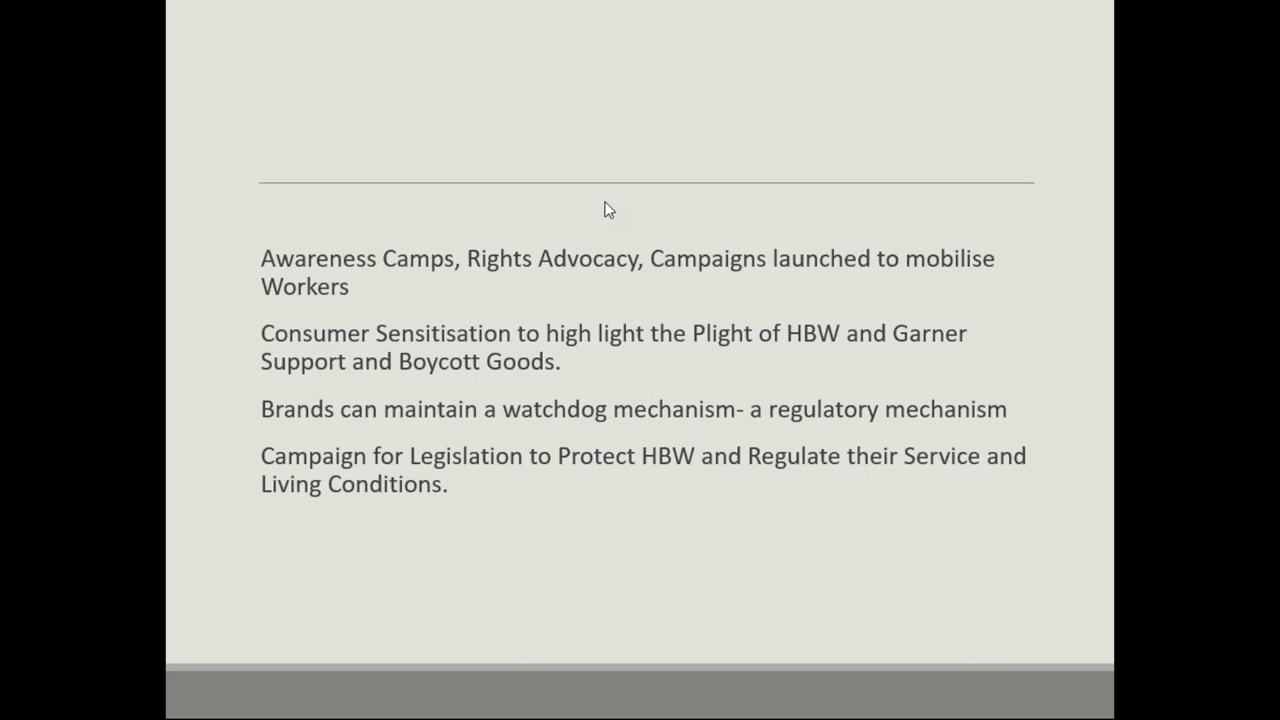 Awareness Camps, Rights Advocacy, Campaigns launched to mobilise
Workers
Consumer Sensitisation to high light the Plight of HBW and Garner
Support and Boycott Goods.
Brands can maintain a watchdog mechanism- a regulatory mechanism
Campaign for Legislation to Protect HBW and Regulate their Service and
Living Conditions.